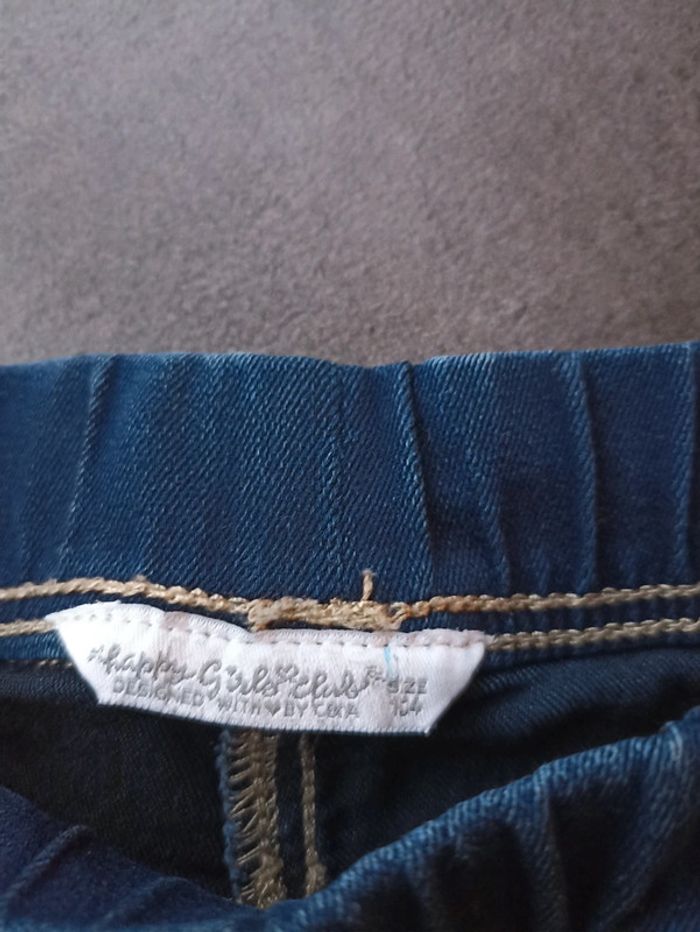 #happy Girls club SIZE
DESIGNED WITH ♥ BY C&A 104